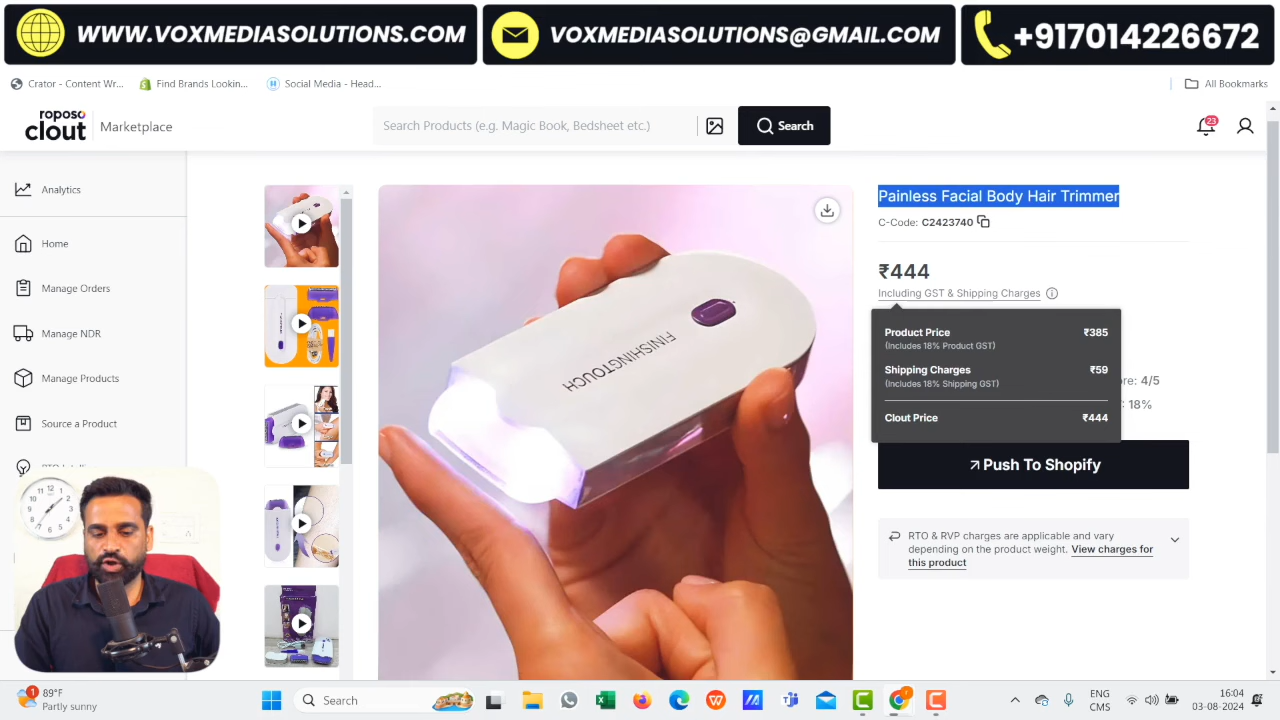 WWW.VOXMEDIASOLUTIONS.COM
VOXMEDIASOLUTIONS@GMAIL.COM
+917014226672
Crator - Content Wr...
Find Brands Lookin...
Social Media - Head...
All Bookmarks
roposo
clout
Marketplace
Search Products (e.g. Magic Book, Bedsheet etc.)
Search
23
Analytics
Home
Manage Orders
Manage NDR
Manage Products
Source a Product
FINISHINGTOUCH
Painless Facial Body Hair Trimmer
C-Code: C2423740
₹444
Including GST & Shipping Charges
Product Price ₹385
(Includes 18% Product GST)
Shipping Charges ₹59
(Includes 18% Shipping GST)
Clout Price ₹444
4/5
18%
Push To Shopify
RTO & RVP charges are applicable and vary
depending on the product weight. View charges for
this product
1
89°F
Partly sunny
Search
ENG
CMS
16:04
03-08-2024